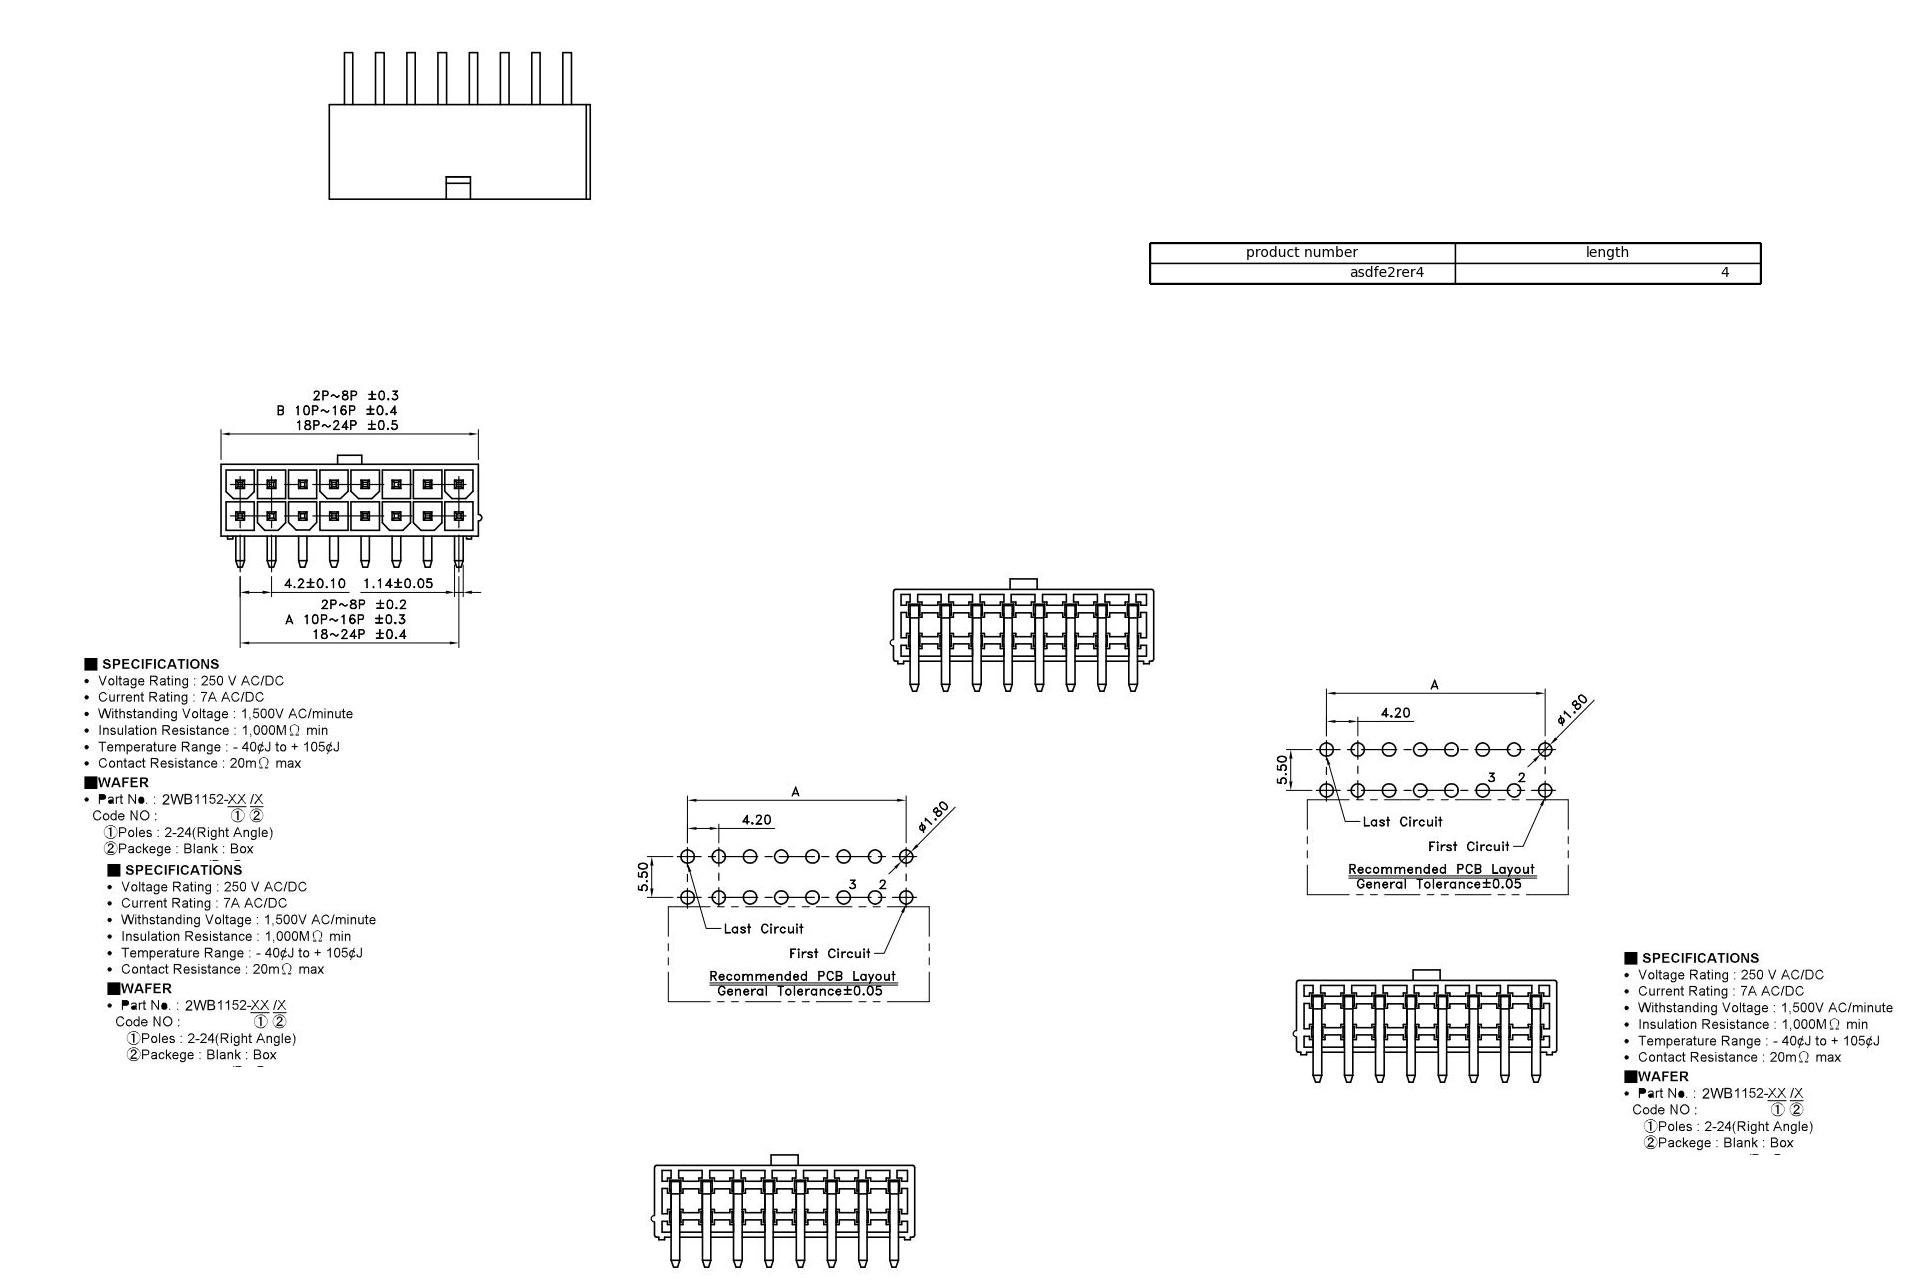 product number length
asdfe2rer4 4
2P~8P ±0.3
B 10P~16P ±0.4
18P~24P ±0.5
4.2±0.10 1.14±0.05
2P~8P ±0.2
A 10P~16P ±0.3
18~24P ±0.4
■ SPECIFICATIONS
• Voltage Rating : 250 V AC/DC
• Current Rating : 7A AC/DC
• Withstanding Voltage : 1,500V AC/minute
• Insulation Resistance : 1,000MΩ min
• Temperature Range : - 40¢J to + 105¢J
• Contact Resistance : 20mΩ max
■WAFER
• Part No. : 2WB1152-XX /X
Code NO : ① ②
①Poles : 2-24(Right Angle)
②Packege : Blank : Box
■ SPECIFICATIONS
• Voltage Rating : 250 V AC/DC
• Current Rating : 7A AC/DC
• Withstanding Voltage : 1,500V AC/minute
• Insulation Resistance : 1,000MΩ min
• Temperature Range : - 40¢J to + 105¢J
• Contact Resistance : 20mΩ max
■WAFER
• Part No. : 2WB1152-XX /X
Code NO : ① ②
①Poles : 2-24(Right Angle)
②Packege : Blank : Box
A
4.20
ø1.80
5.50
3 2
Last Circuit
First Circuit
Recommended PCB Layout
General Tolerance±0.05
A
4.20
ø1.80
5.50
3 2
Last Circuit
First Circuit
Recommended PCB Layout
General Tolerance±0.05
■ SPECIFICATIONS
• Voltage Rating : 250 V AC/DC
• Current Rating : 7A AC/DC
• Withstanding Voltage : 1,500V AC/minute
• Insulation Resistance : 1,000MΩ min
• Temperature Range : - 40¢J to + 105¢J
• Contact Resistance : 20mΩ max
■WAFER
• Part No. : 2WB1152-XX /X
Code NO : ① ②
①Poles : 2-24(Right Angle)
②Packege : Blank : Box